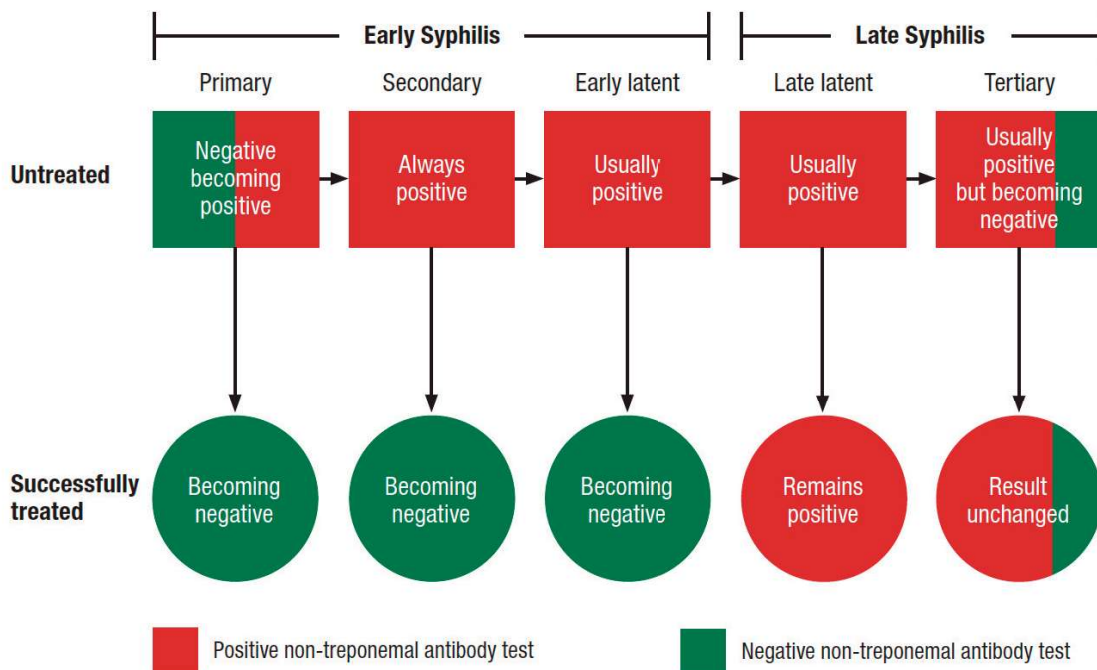 Early Syphilis
Late Syphilis
Primary
Secondary
Early latent
Late latent
Tertiary
Untreated
Negative
becoming
positive
Always
positive
Usually
positive
Usually
positive
Usually
positive
but becoming
negative
Successfully
treated
Becoming
negative
Becoming
negative
Becoming
negative
Remains
positive
Result
unchanged
Positive non-treponemal antibody test
Negative non-treponemal antibody test